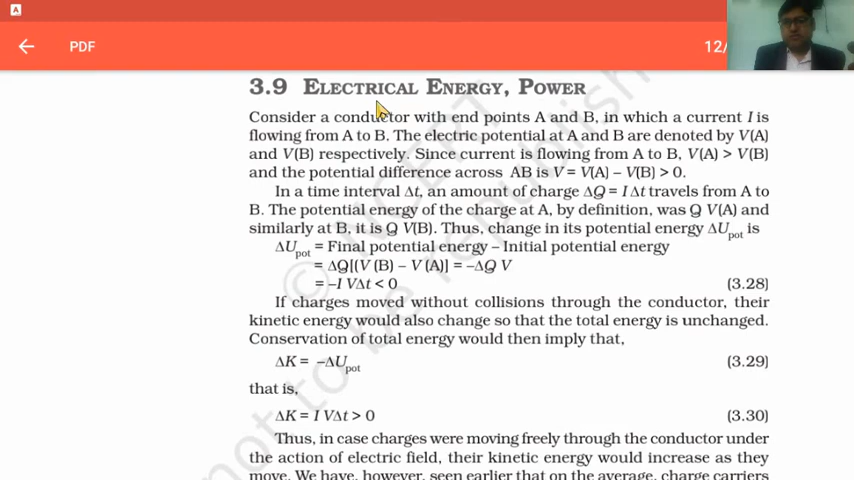 A
PDF
12/
3.9 ELECTRICAL ENERGY, POWER
Consider a conductor with end points A and B, in which a current I is
flowing from A to B. The electric potential at A and B are denoted by V(A)
and V(B) respectively. Since current is flowing from A to B, V(A) > V(B)
and the potential difference across AB is V = V(A) – V(B) > 0.
In a time interval Δt, an amount of charge ΔQ = I Δt travels from A to
B. The potential energy of the charge at A, by definition, was Q V(A) and
similarly at B, it is Q V(B). Thus, change in its potential energy ΔUpot is
ΔUpot = Final potential energy – Initial potential energy
= ΔQ[(V (B) – V (A)] = –ΔQ V
= –I VΔt < 0 (3.28)
If charges moved without collisions through the conductor, their
kinetic energy would also change so that the total energy is unchanged.
Conservation of total energy would then imply that,
ΔK = –ΔUpot (3.29)
that is,
ΔK = I VΔt > 0 (3.30)
Thus, in case charges were moving freely through the conductor under
the action of electric field, their kinetic energy would increase as they
move. We have, however, seen earlier that on the average, charge carriers
© NCERT
not to be republish